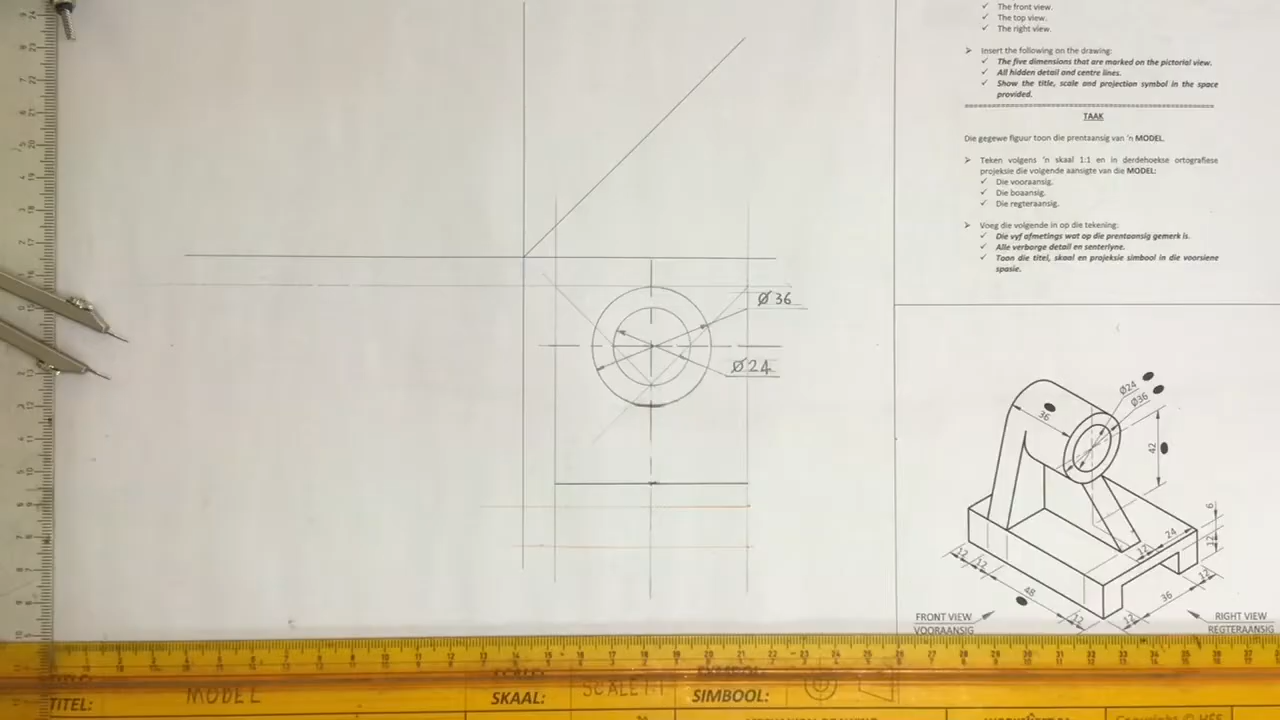 ✓ The front view.
✓ The top view.
✓ The right view.
➢ Insert the following on the drawing:
✓ The five dimensions that are marked on the pictorial view.
✓ All hidden detail and centre lines.
✓ Show the title, scale and projection symbol in the space
provided.
TAAK
Die gegewe figuur toon die prentaansig van 'n MODEL.
➢ Teken volgens 'n skaal 1:1 en in derdehoekse ortografiese
projeksie die volgende aansigte van die MODEL:
✓ Die vooraansig.
✓ Die boaansig.
✓ Die regteraansig.
➢ Voeg die volgende in op die tekening:
✓ Die vyf afmetings wat op die prentaansig gemerk is.
✓ Alle verborge detail en senterlyne.
✓ Toon die titel, skaal en projeksie simbool in die voorsiene
spasie.
Ø 36
Ø 24
Ø24
Ø36
36
42
6
12
24
12
12
12
48
12
12
36
12
FRONT VIEW
VOORAANSIG
RIGHT VIEW
REGTERAANSIG
TITEL:
MODEL
SKAAL:
SCALE 1:1
SIMBOOL: